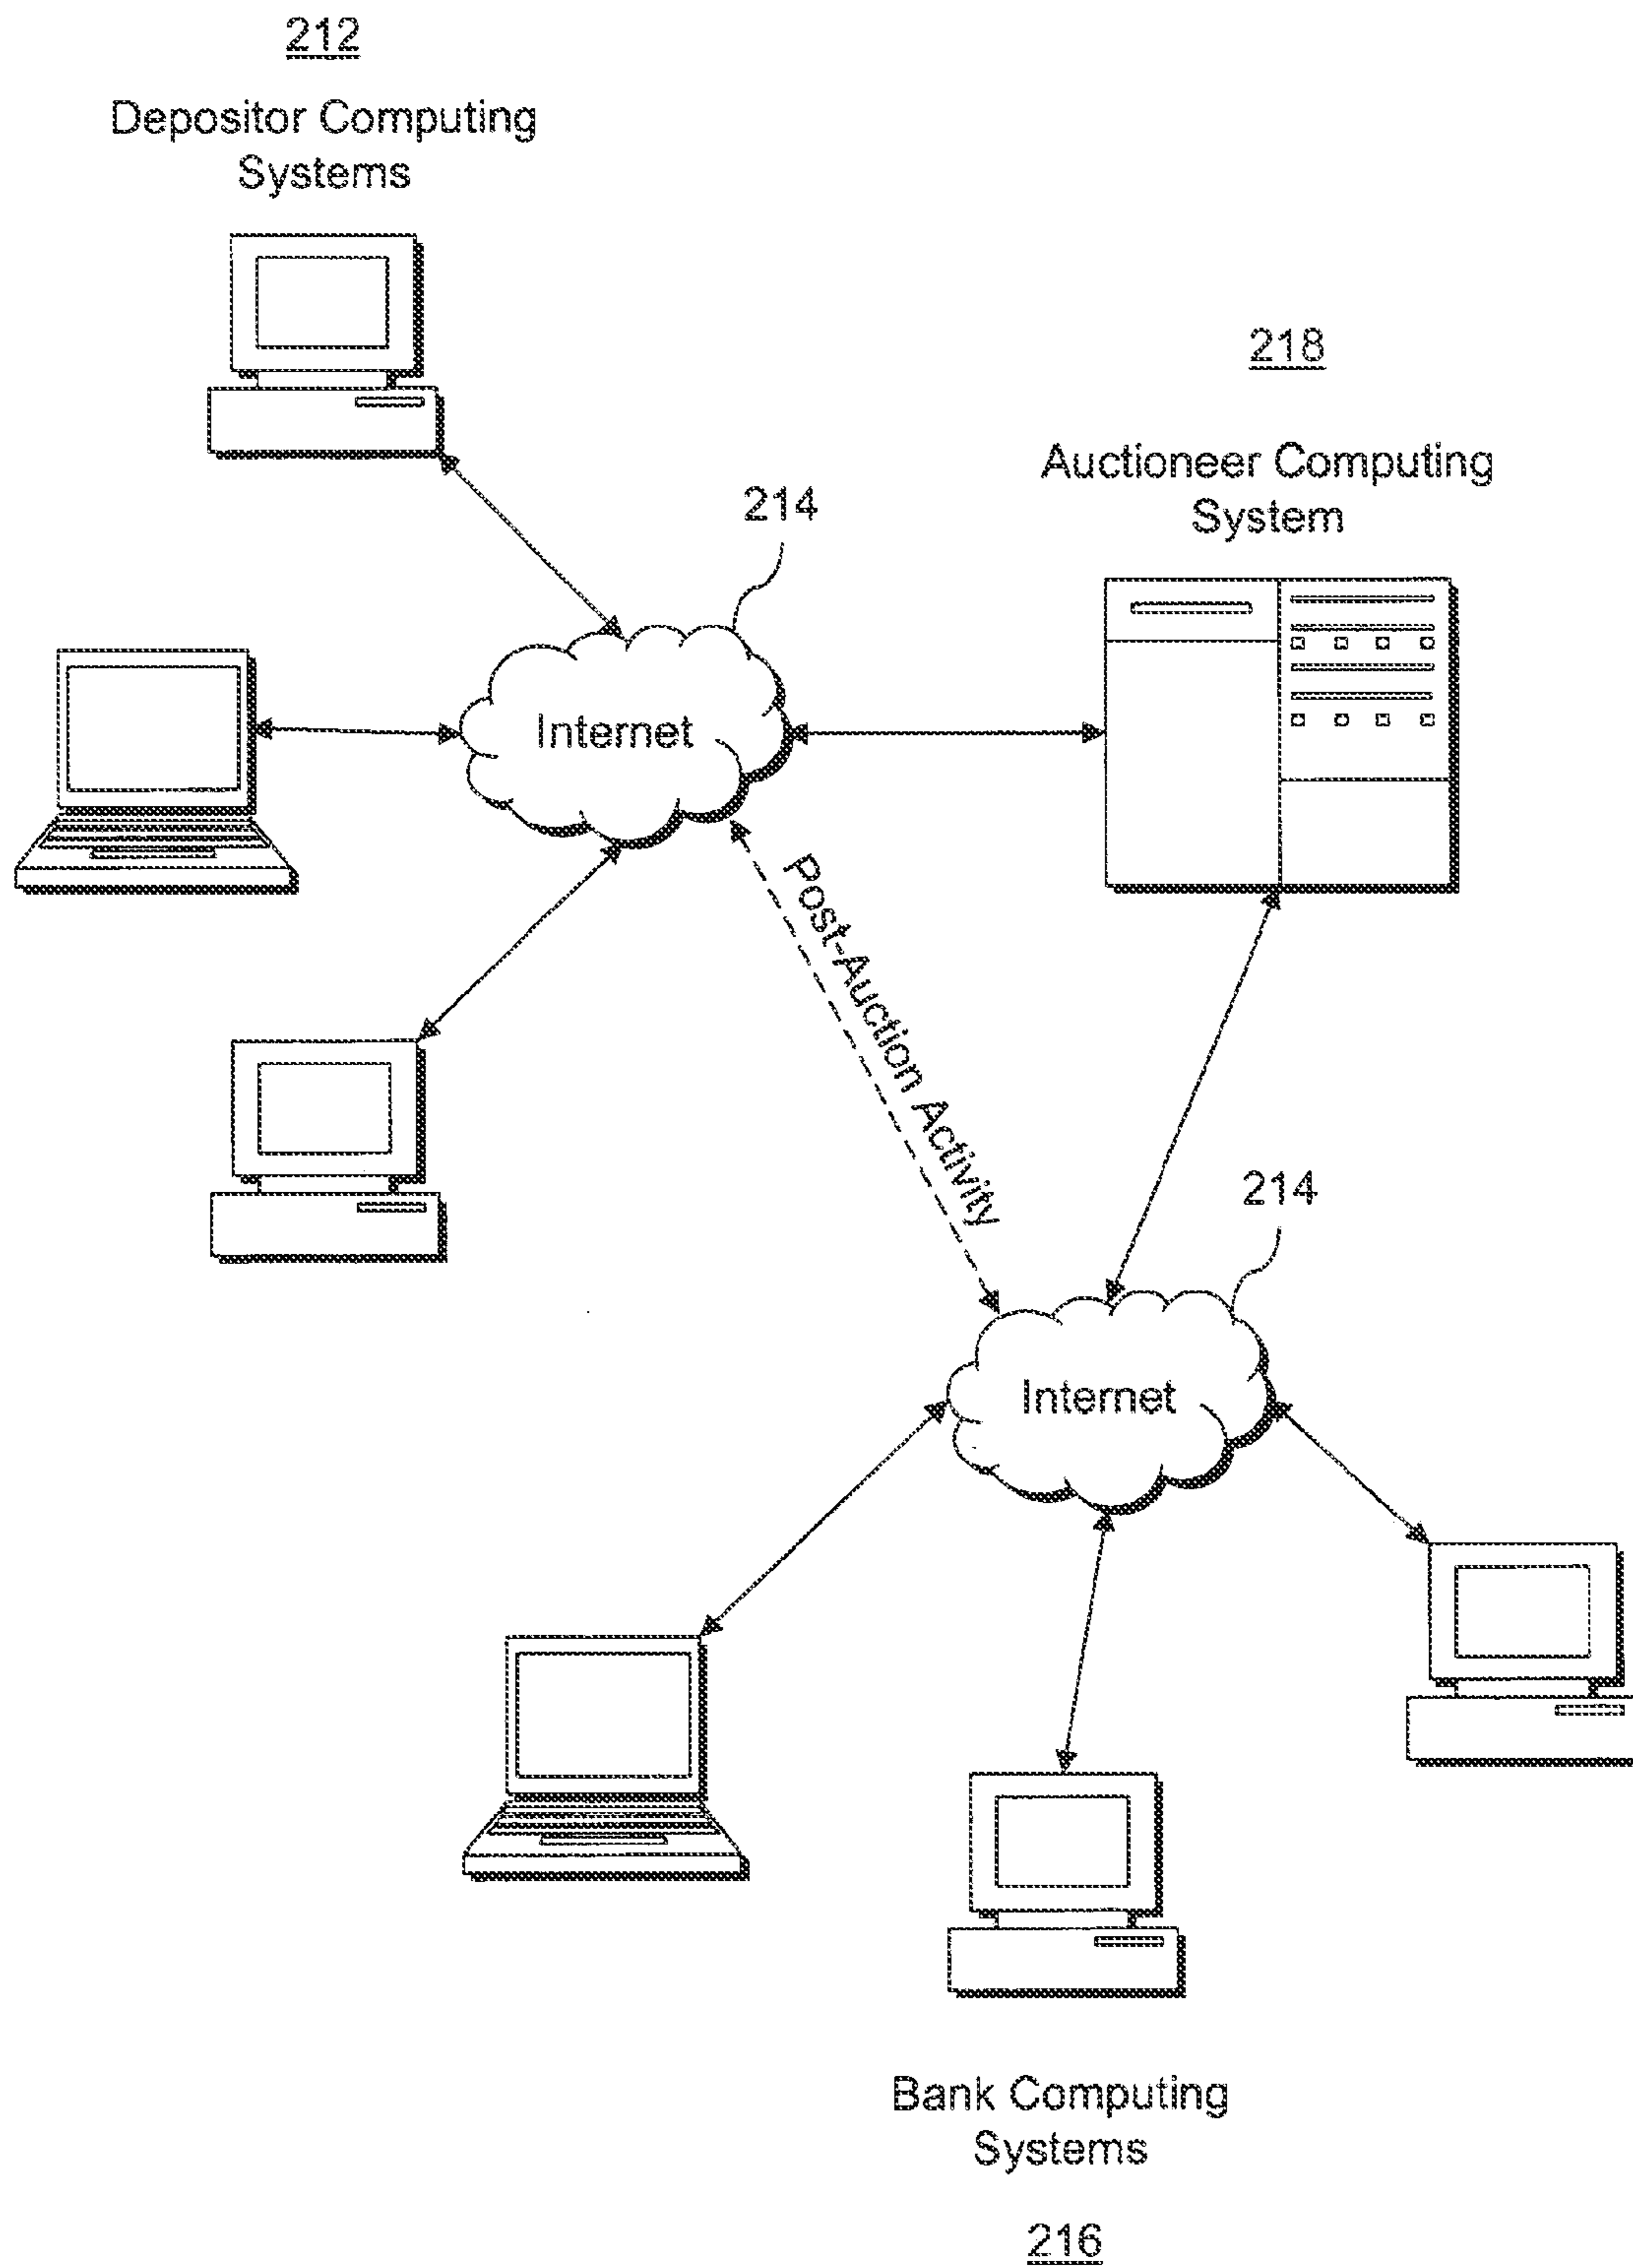 212
Depositor Computing
Systems
218
Auctioneer Computing
System
214
Internet
Post-Auction Activity
214
Internet
Bank Computing
Systems
216